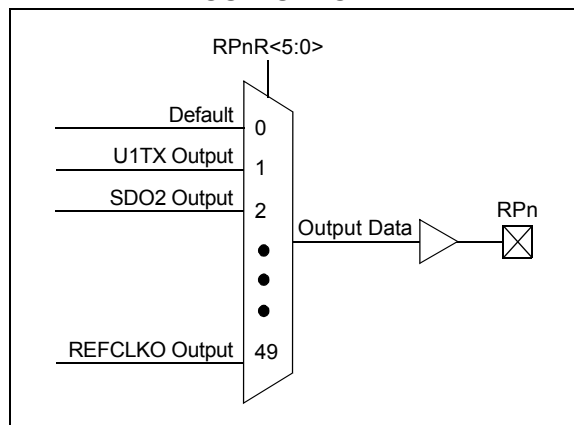 RPnR<5:0>
Default
0
U1TX Output
1
SDO2 Output
2
RPn
Output Data
REFCLKO Output
49